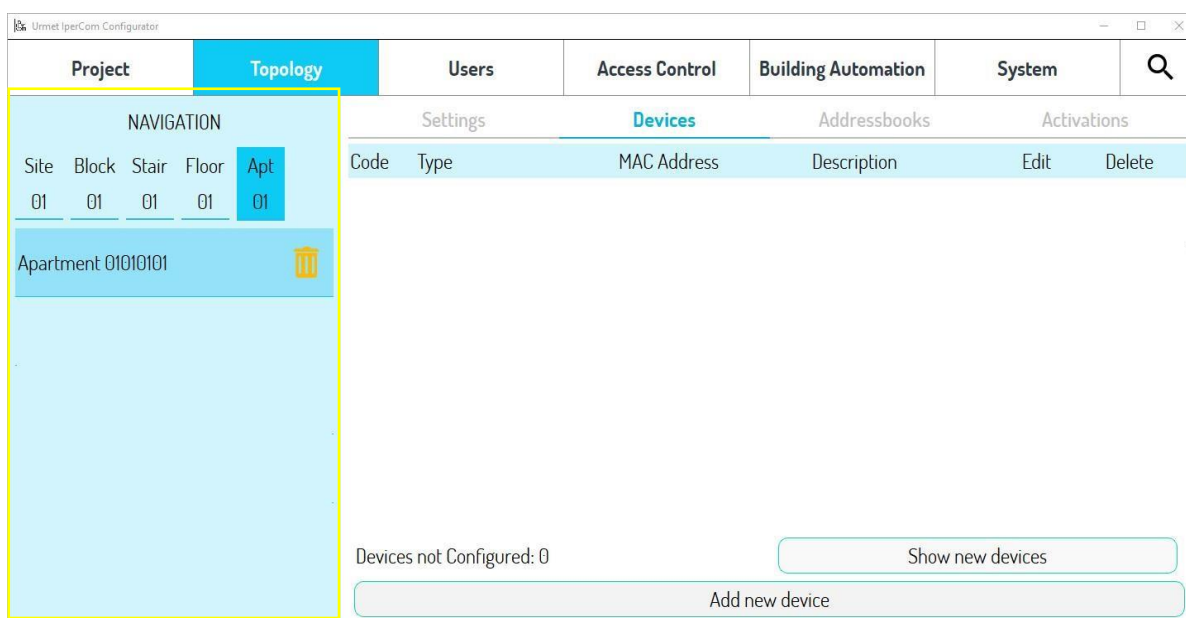 Urmet IperCom Configurator
Project Topology Users Access Control Building Automation System
NAVIGATION
Settings Devices Addressbooks Activations
Site Block Stair Floor Apt
01 01 01 01 01
Code Type MAC Address Description Edit Delete
Apartment 01010101
Devices not Configured: 0
Show new devices
Add new device